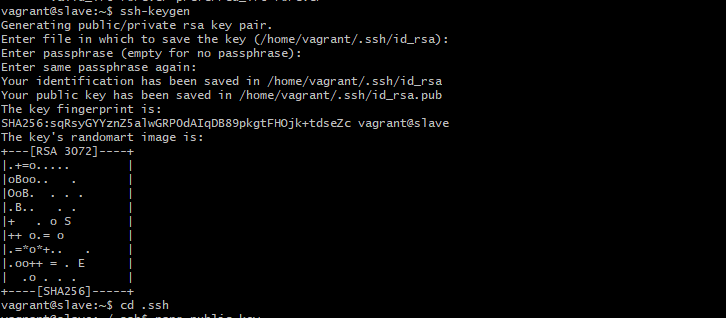 vagrant@slave:~$ ssh-keygen
Generating public/private rsa key pair.
Enter file in which to save the key (/home/vagrant/.ssh/id_rsa):
Enter passphrase (empty for no passphrase):
Enter same passphrase again:
Your identification has been saved in /home/vagrant/.ssh/id_rsa
Your public key has been saved in /home/vagrant/.ssh/id_rsa.pub
The key fingerprint is:
SHA256:sqRsyGYYznZ5alwGRPOdAIqDB89pkgtFHOjk+tdseZc vagrant@slave
The key's randomart image is:
+---[RSA 3072]----+
|.+=o.....        |
|oBoo..   .       |
|OoB.  . . .      |
|.B..   . .       |
|+   . o S        |
|++ o.= o         |
|.=*o*+..   .     |
|.oo++ = . E      |
|  .o . . .       |
+----[SHA256]-----+
vagrant@slave:~$ cd .ssh